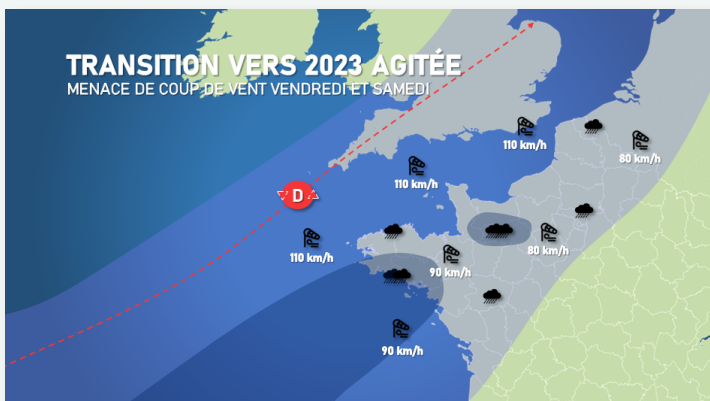 TRANSITION VERS 2023 AGITÉE
MENACE DE COUP DE VENT VENDREDI ET SAMEDI
110 km/h
80 km/h
110 km/h
D
110 km/h
80 km/h
90 km/h
90 km/h